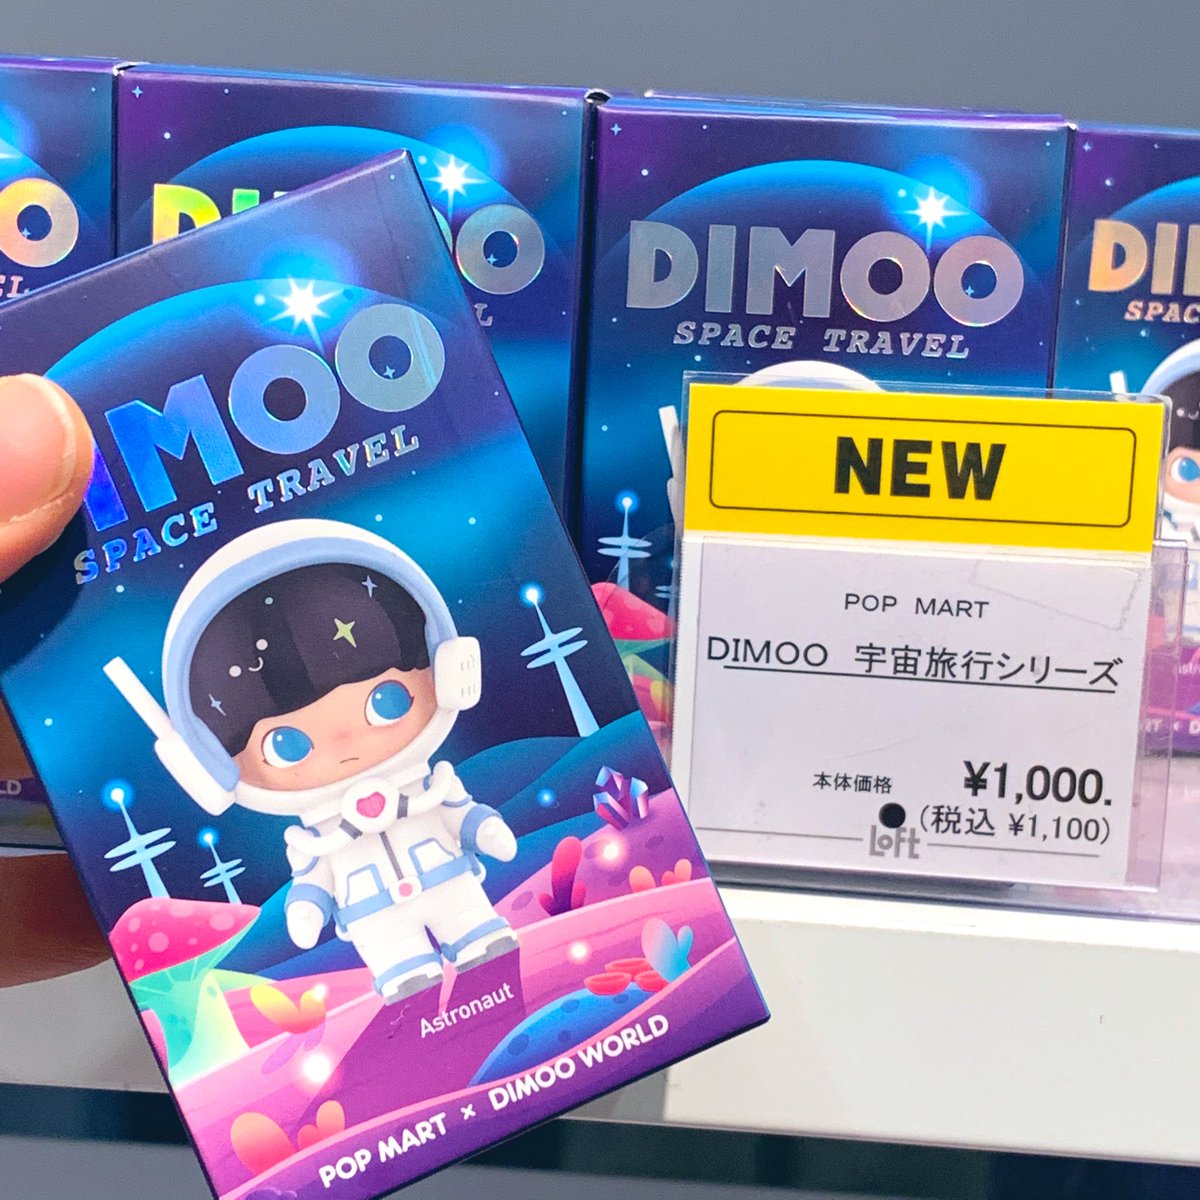 DIMOO
SPACE TRAVEL
IMOO
SPACE TRAVEL
Astronaut
POP MART × DIMOO WORLD
NEW
POP MART
DIMOO 宇宙旅行シリーズ
本体価格 ¥1,000.
(税込 ¥1,100)
LOFT